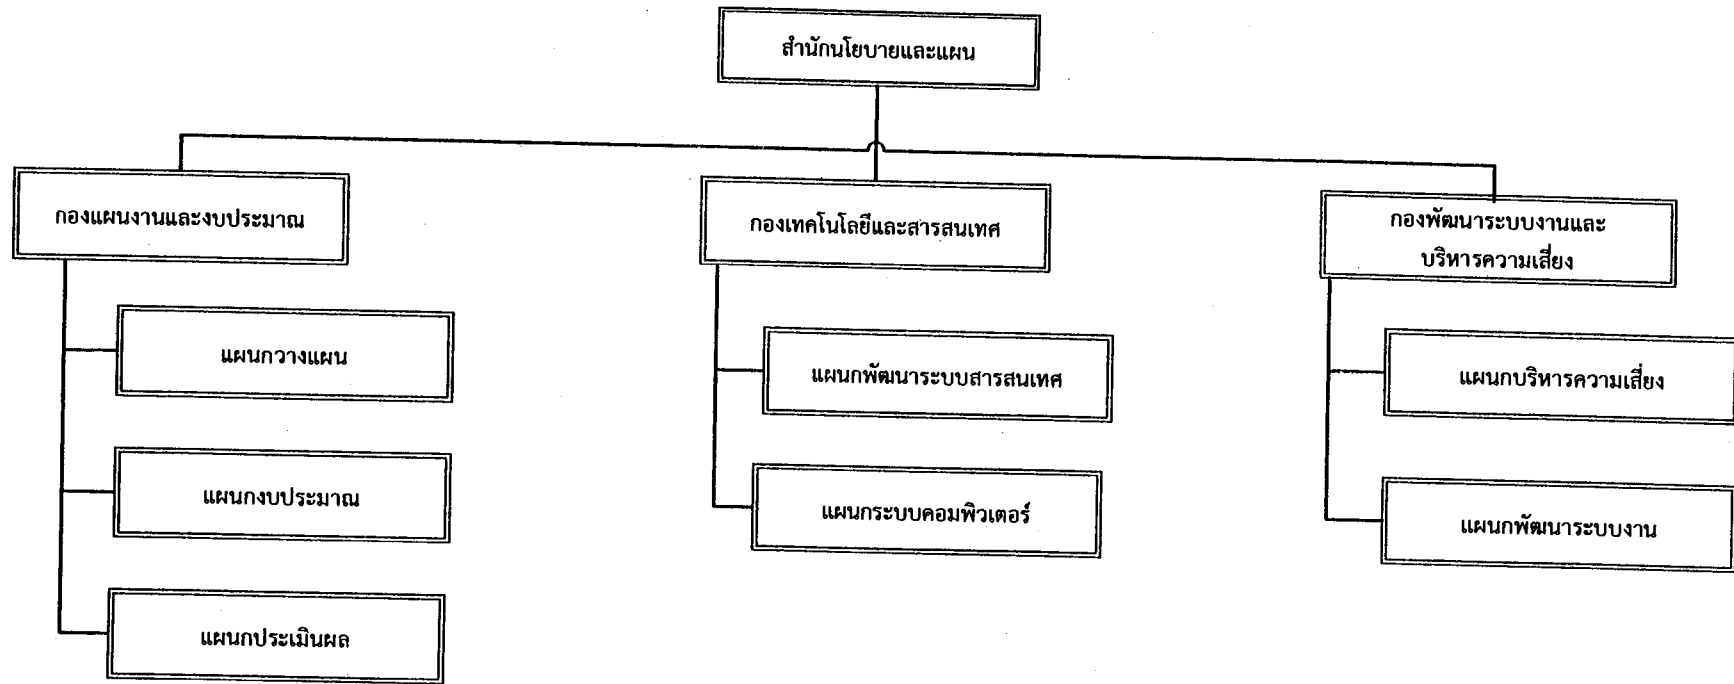 สำนักนโยบายและแผน
กองแผนงานและงบประมาณ
กองเทคโนโลยีและสารสนเทศ
กองพัฒนาระบบงานและ
บริหารความเสี่ยง
แผนกวางแผน
แผนกพัฒนาระบบสารสนเทศ
แผนกบริหารความเสี่ยง
แผนกงบประมาณ
แผนกระบบคอมพิวเตอร์
แผนกพัฒนาระบบงาน
แผนกประเมินผล